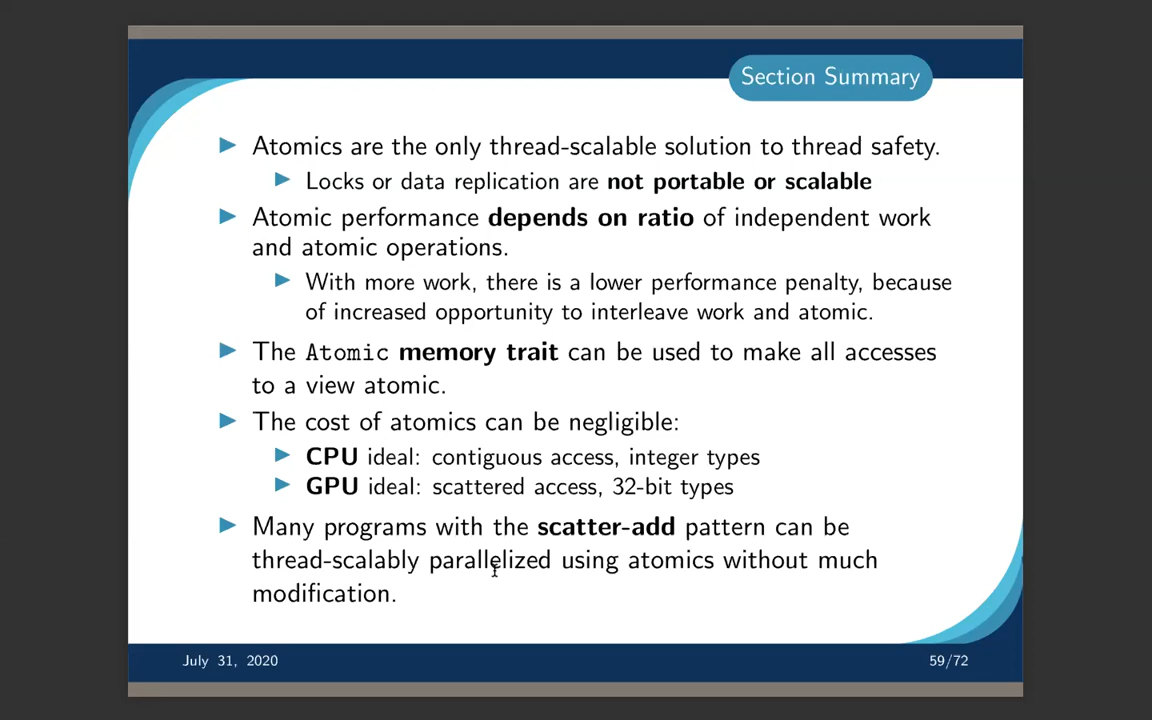 Section Summary
Atomics are the only thread-scalable solution to thread safety.
Locks or data replication are not portable or scalable
Atomic performance depends on ratio of independent work
and atomic operations.
With more work, there is a lower performance penalty, because
of increased opportunity to interleave work and atomic.
The Atomic memory trait can be used to make all accesses
to a view atomic.
The cost of atomics can be negligible:
CPU ideal: contiguous access, integer types
GPU ideal: scattered access, 32-bit types
Many programs with the scatter-add pattern can be
thread-scalably parallelized using atomics without much
modification.
July 31, 2020
59/72